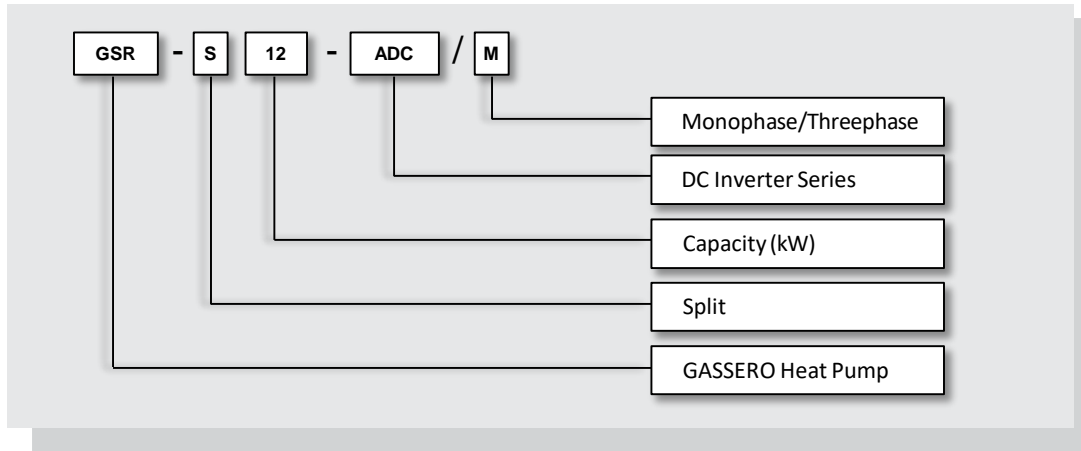 GSR - S 12 - ADC / M
Monophase/Threephase
DC Inverter Series
Capacity (kW)
Split
GASSERO Heat Pump